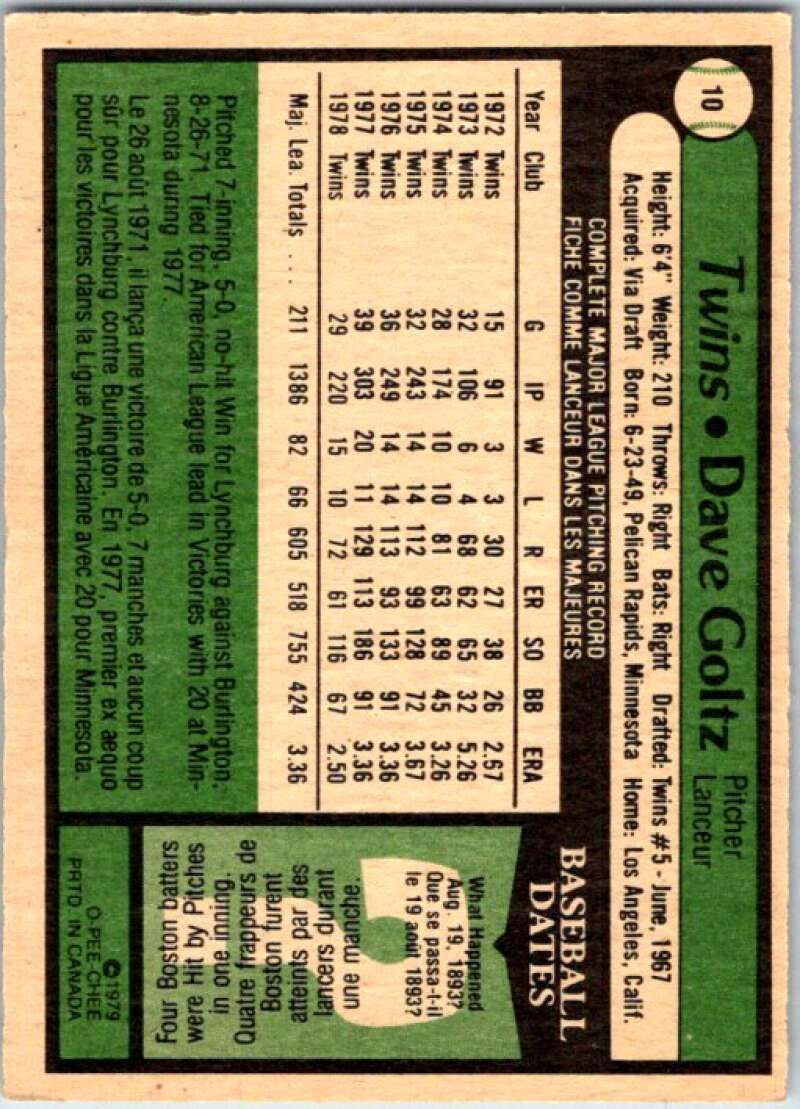 10
Twins • Dave Goltz Pitcher
Lanceur
Height: 6'4" Weight: 210 Throws: Right Bats: Right Drafted: Twins #5 - June, 1967
Acquired: Via Draft Born: 6-23-49, Pelican Rapids, Minnesota Home: Los Angeles, Calif.
COMPLETE MAJOR LEAGUE PITCHING RECORD
FICHE COMME LANCEUR DANS LES MAJEURES
Year Club G IP W L R ER SO BB ERA
1972 Twins 15 91 3 3 30 27 38 26 2.67
1973 Twins 32 106 6 4 68 62 65 32 5.26
1974 Twins 28 174 10 10 81 63 89 45 3.26
1975 Twins 32 243 14 14 112 99 128 72 3.67
1976 Twins 36 249 14 14 113 93 133 91 3.36
1977 Twins 39 303 20 11 129 113 186 91 3.36
1978 Twins 29 220 15 10 72 61 116 67 2.50
Maj. Lea. Totals ... 211 1386 82 66 605 518 755 424 3.36
Pitched 7-inning, 5-0, no-hit Win for Lynchburg against Burlington,
8-26-71. Tied for American League lead in Victories with 20 at Min-
nesota during 1977.
Le 26 août 1971, il lança une victoire de 5-0, 7 manches et aucun coup
sûr pour Lynchburg contre Burlington. En 1977, premier ex aequo
pour les victoires dans la Ligue Américaine avec 20 pour Minnesota.
BASEBALL
DATES
What Happened
Aug. 19, 1893?
Que se passa-t-il
le 19 août 1893?
Four Boston batters
were Hit by Pitches
in one inning.
Quatre frappeurs de
Boston furent
atteints par des
lancers durant
une manche.
© 1979
O-PEE-CHEE
PRTD. IN CANADA